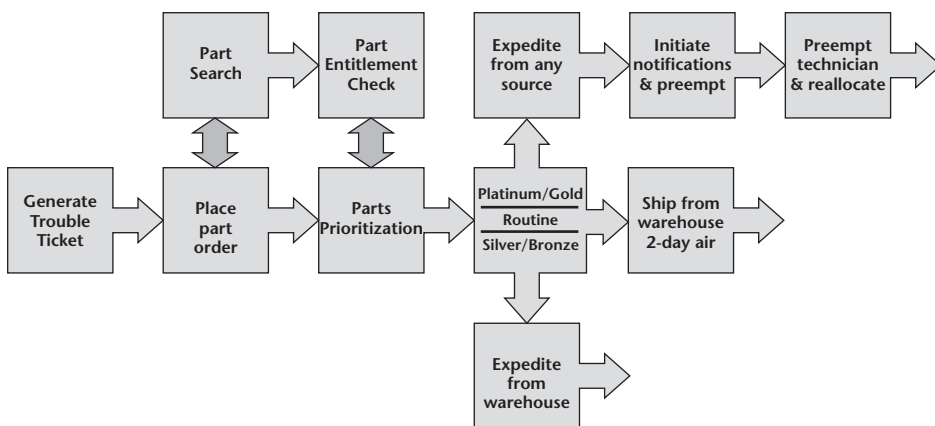 Part
Search
Part
Entitlement
Check
Expedite
from any
source
Initiate
notifications
& preempt
Preempt
technician
& reallocate
Generate
Trouble
Ticket
Place
part
order
Parts
Prioritization
Platinum/Gold
Routine
Silver/Bronze
Ship from
warehouse
2-day air
Expedite
from
warehouse